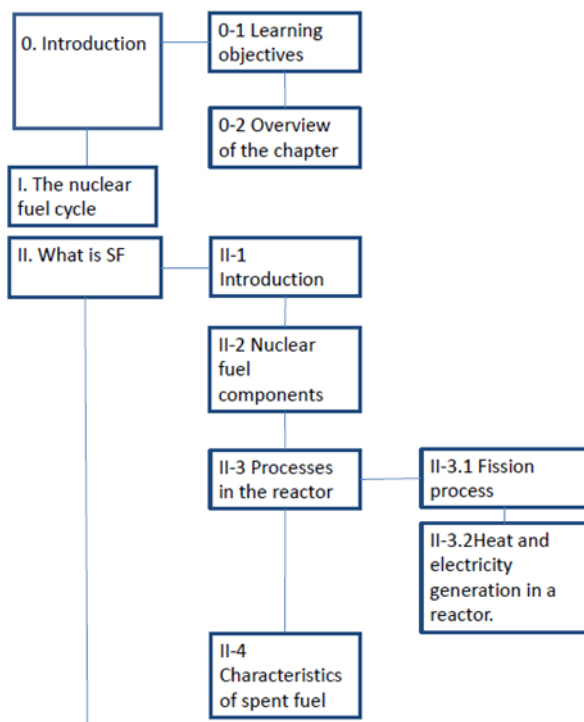 0. Introduction
0-1 Learning
objectives
0-2 Overview
of the chapter
I. The nuclear
fuel cycle
II. What is SF
II-1
Introduction
II-2 Nuclear
fuel
components
II-3 Processes
in the reactor
II-3.1 Fission
process
II-3.2Heat and
electricity
generation in a
reactor.
II-4
Characteristics
of spent fuel